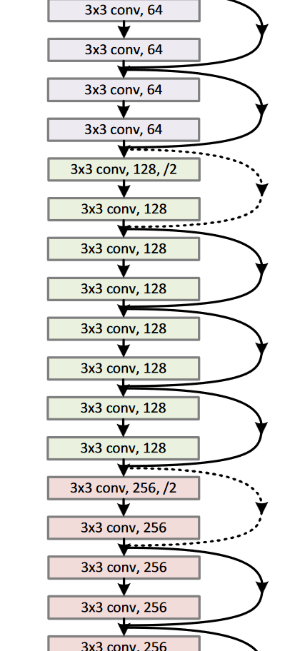 3x3 conv, 64
3x3 conv, 64
3x3 conv, 64
3x3 conv, 64
3x3 conv, 128, /2
3x3 conv, 128
3x3 conv, 128
3x3 conv, 128
3x3 conv, 128
3x3 conv, 128
3x3 conv, 128
3x3 conv, 128
3x3 conv, 256, /2
3x3 conv, 256
3x3 conv, 256
3x3 conv, 256
3x3 conv, 256